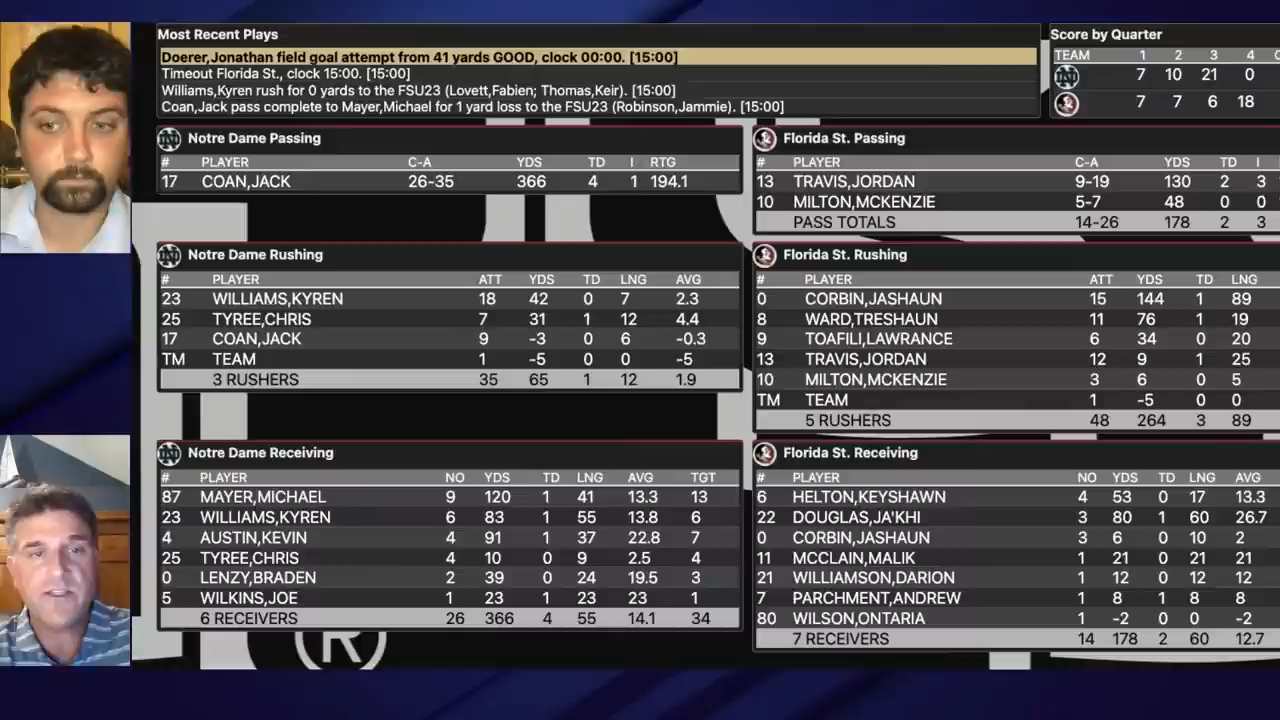 Most Recent Plays
Doerer,Jonathan field goal attempt from 41 yards GOOD, clock 00:00. [15:00]
Timeout Florida St., clock 15:00. [15:00]
Williams,Kyren rush for 0 yards to the FSU23 (Lovett,Fabien; Thomas,Keir). [15:00]
Coan,Jack pass complete to Mayer,Michael for 1 yard loss to the FSU23 (Robinson,Jammie). [15:00]
Score by Quarter
TEAM 1 2 3 4
7 10 21 0
7 7 6 18
Notre Dame Passing
# PLAYER C-A YDS TD I RTG
17 COAN,JACK 26-35 366 4 1 194.1
Florida St. Passing
# PLAYER C-A YDS TD I
13 TRAVIS,JORDAN 9-19 130 2 3
10 MILTON,MCKENZIE 5-7 48 0 0
PASS TOTALS 14-26 178 2 3
Notre Dame Rushing
# PLAYER ATT YDS TD LNG AVG
23 WILLIAMS,KYREN 18 42 0 7 2.3
25 TYREE,CHRIS 7 31 1 12 4.4
17 COAN,JACK 9 -3 0 6 -0.3
TM TEAM 1 -5 0 0 -5
3 RUSHERS 35 65 1 12 1.9
Florida St. Rushing
# PLAYER ATT YDS TD LNG
0 CORBIN,JASHAUN 15 144 1 89
8 WARD,TRESHAUN 11 76 1 19
9 TOAFILI,LAWRANCE 6 34 0 20
13 TRAVIS,JORDAN 12 9 1 25
10 MILTON,MCKENZIE 3 6 0 5
TM TEAM 1 -5 0 0
5 RUSHERS 48 264 3 89
Notre Dame Receiving
# PLAYER NO YDS TD LNG AVG TGT
87 MAYER,MICHAEL 9 120 1 41 13.3 13
23 WILLIAMS,KYREN 6 83 1 55 13.8 6
4 AUSTIN,KEVIN 4 91 1 37 22.8 7
25 TYREE,CHRIS 4 10 0 9 2.5 4
0 LENZY,BRADEN 2 39 0 24 19.5 3
5 WILKINS,JOE 1 23 1 23 23 1
6 RECEIVERS 26 366 4 55 14.1 34
Florida St. Receiving
# PLAYER NO YDS TD LNG AVG
6 HELTON,KEYSHAWN 4 53 0 17 13.3
22 DOUGLAS,JA'KHI 3 80 1 60 26.7
0 CORBIN,JASHAUN 3 6 0 10 2
11 MCCLAIN,MALIK 1 21 0 21 21
21 WILLIAMSON,DARION 1 12 0 12 12
7 PARCHMENT,ANDREW 1 8 1 8 8
80 WILSON,ONTARIA 1 -2 0 0 -2
7 RECEIVERS 14 178 2 60 12.7
®